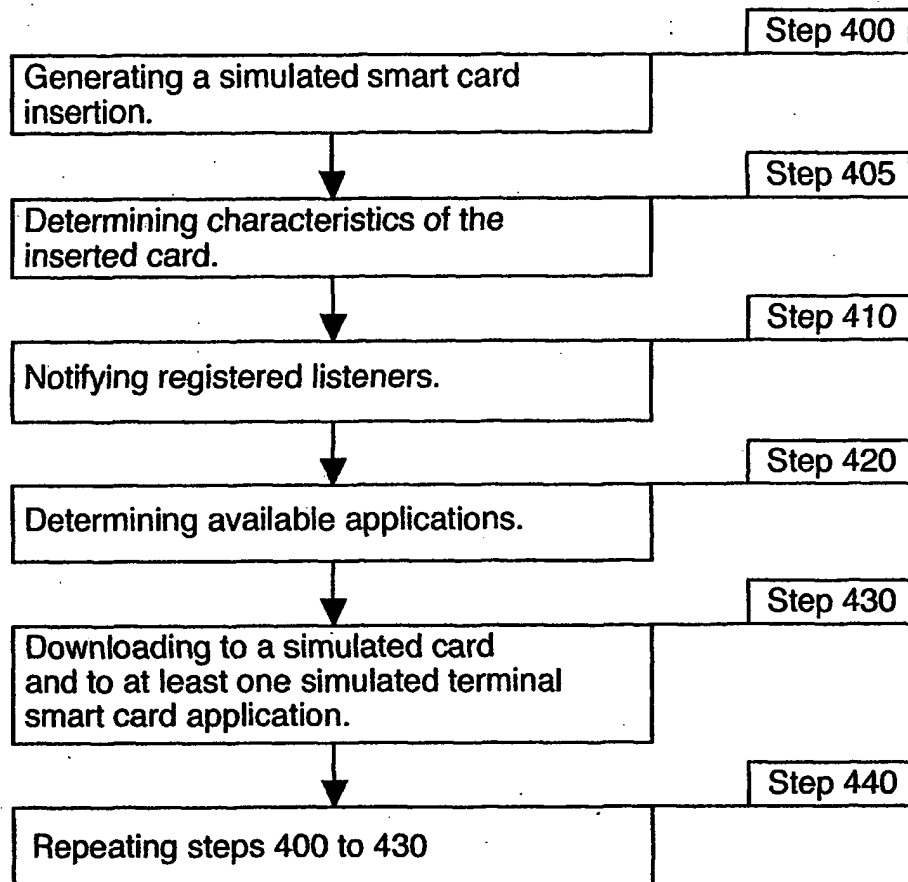 Step 400
Generating a simulated smart card
insertion.
Step 405
Determining characteristics of the
inserted card.
Step 410
Notifying registered listeners.
Step 420
Determining available applications.
Step 430
Downloading to a simulated card
and to at least one simulated terminal
smart card application.
Step 440
Repeating steps 400 to 430